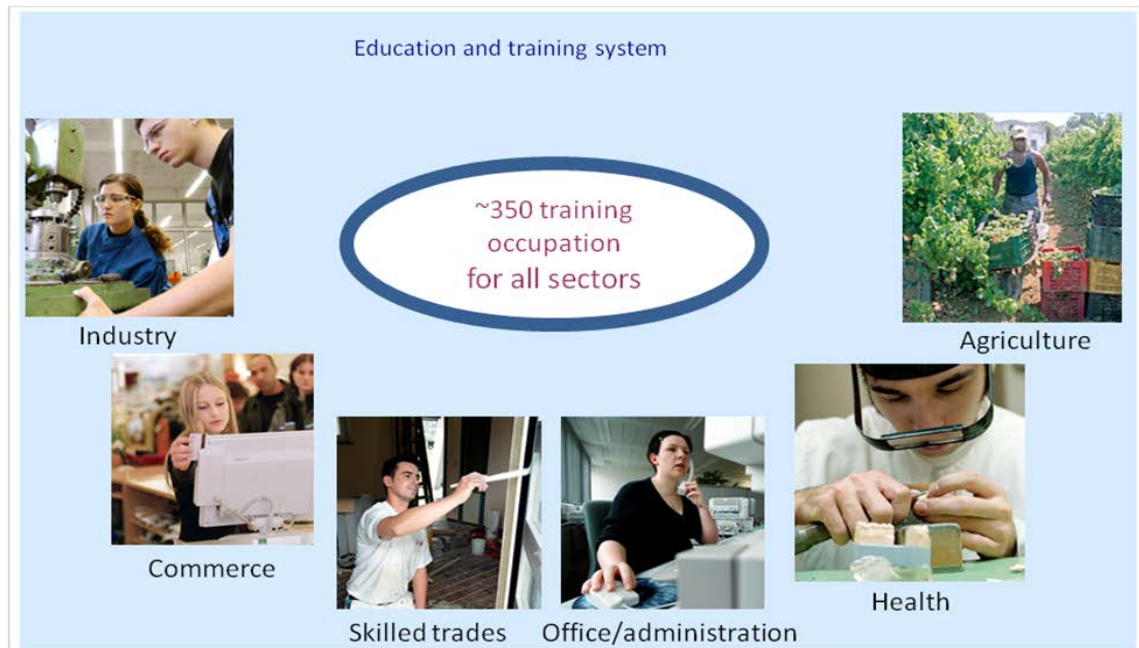 Education and training system
~350 training
occupation
for all sectors
Industry
Agriculture
Commerce
Health
Skilled trades
Office/administration